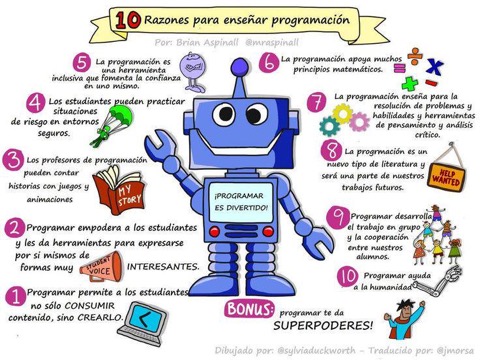 10 Razones para enseñar programación
Por: Brian Aspinall @mraspinall
5 La programación es
una herramienta
inclusiva que fomenta la confianza
en uno mismo.
6 La programación apoya muchos
principios matemáticos.
4 Los estudiantes pueden practicar
situaciones
de riesgo en entornos
seguros.
7 La programación enseña para la
resolución de problemas y
habilidades y herramientas
de pensamiento y análisis
crítico.
3 Los profesores de programación
pueden contar
historias con juegos y
animaciones
MY
STORY
¡PROGRAMAR
ES
DIVERTIDO!
8 La progrmación es un
nuevo tipo de literatura y
será una parte de nuestra
trabajos futuros.
HELP
WANTED
2 Programar empodera a los estudiantes
y les da herramientas para expresarse
por si mismos de
formas muy INTERESANTES.
STUDENT
VOICE
9 Programar desarrolla
el trabajo en grupo
y la cooperación
entre nuestros
alumnos.
1 Programar permite a los estudiantes
no sólo CONSUMIR
contenido, sino CREARLO.
10 Programar ayuda
a la humanidad
BONUS: programar te da
SUPERPODERES!
Dibujado por: @sylviaduckworth - Traducido por: @jmorsa